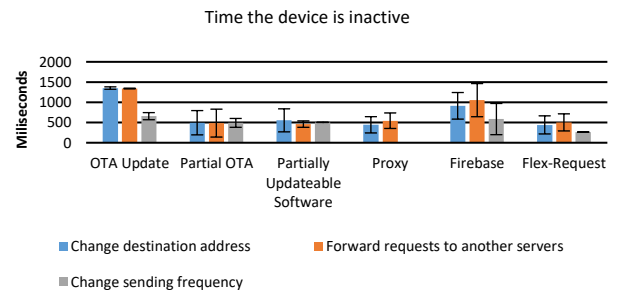 Time the device is inactive
Miliseconds
2000
1500
1000
500
0
OTA Update
Partial OTA
Partially
Updateable
Software
Proxy
Firebase
Flex-Request
Change destination address
Forward requests to another servers
Change sending frequency